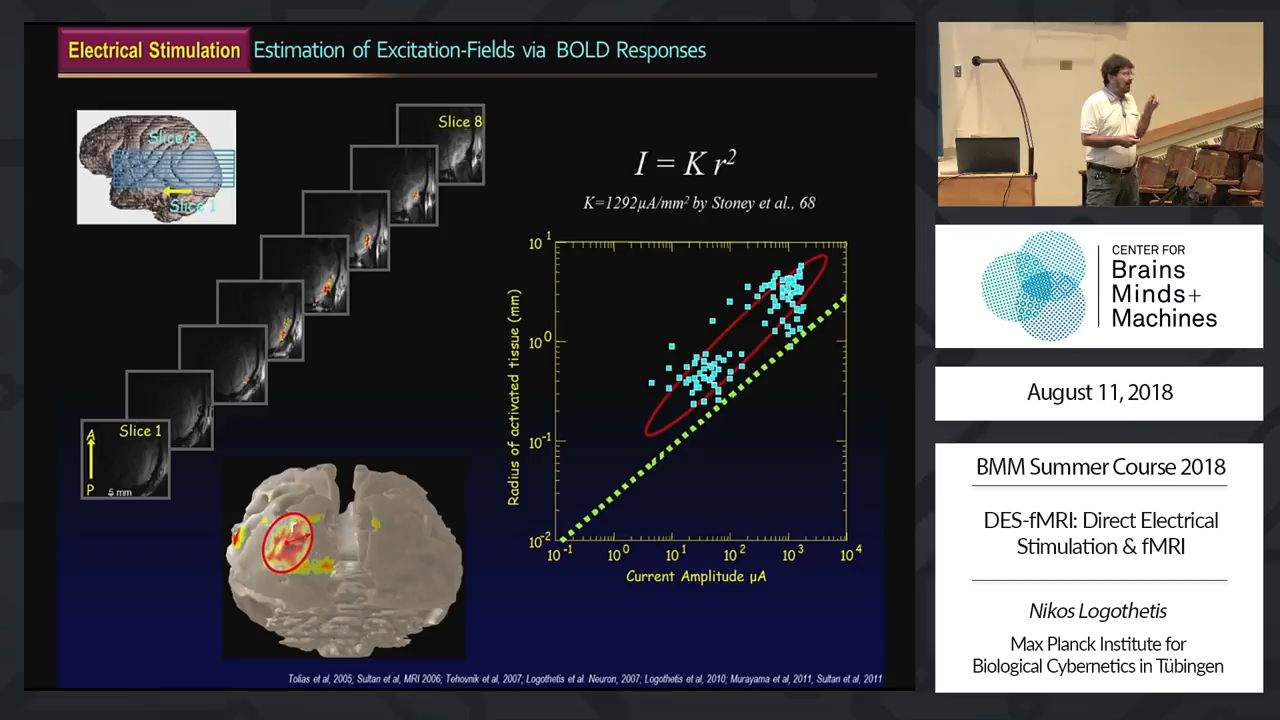 Electrical Stimulation Estimation of Excitation-Fields via BOLD Responses
Slice 8
Slice 1
Slice 8
Slice 1
A
P
5 mm
I = K r²
K=1292µA/mm² by Stoney et al., 68
Radius of activated tissue (mm)
10¹
10⁰
10⁻¹
10⁻²
10⁻¹ 10⁰ 10¹ 10² 10³ 10⁴
Current Amplitude µA
r
Tolias et al, 2005; Sultan et al, MRI 2006; Tehovnik et al, 2007; Logothetis et al. Neuron, 2007; Logothetis et al, 2010; Murayama et al, 2011, Sultan et al, 2011
CENTER FOR
Brains
Minds+
Machines
August 11, 2018
BMM Summer Course 2018
DES-fMRI: Direct Electrical
Stimulation & fMRI
Nikos Logothetis
Max Planck Institute for
Biological Cybernetics in Tübingen